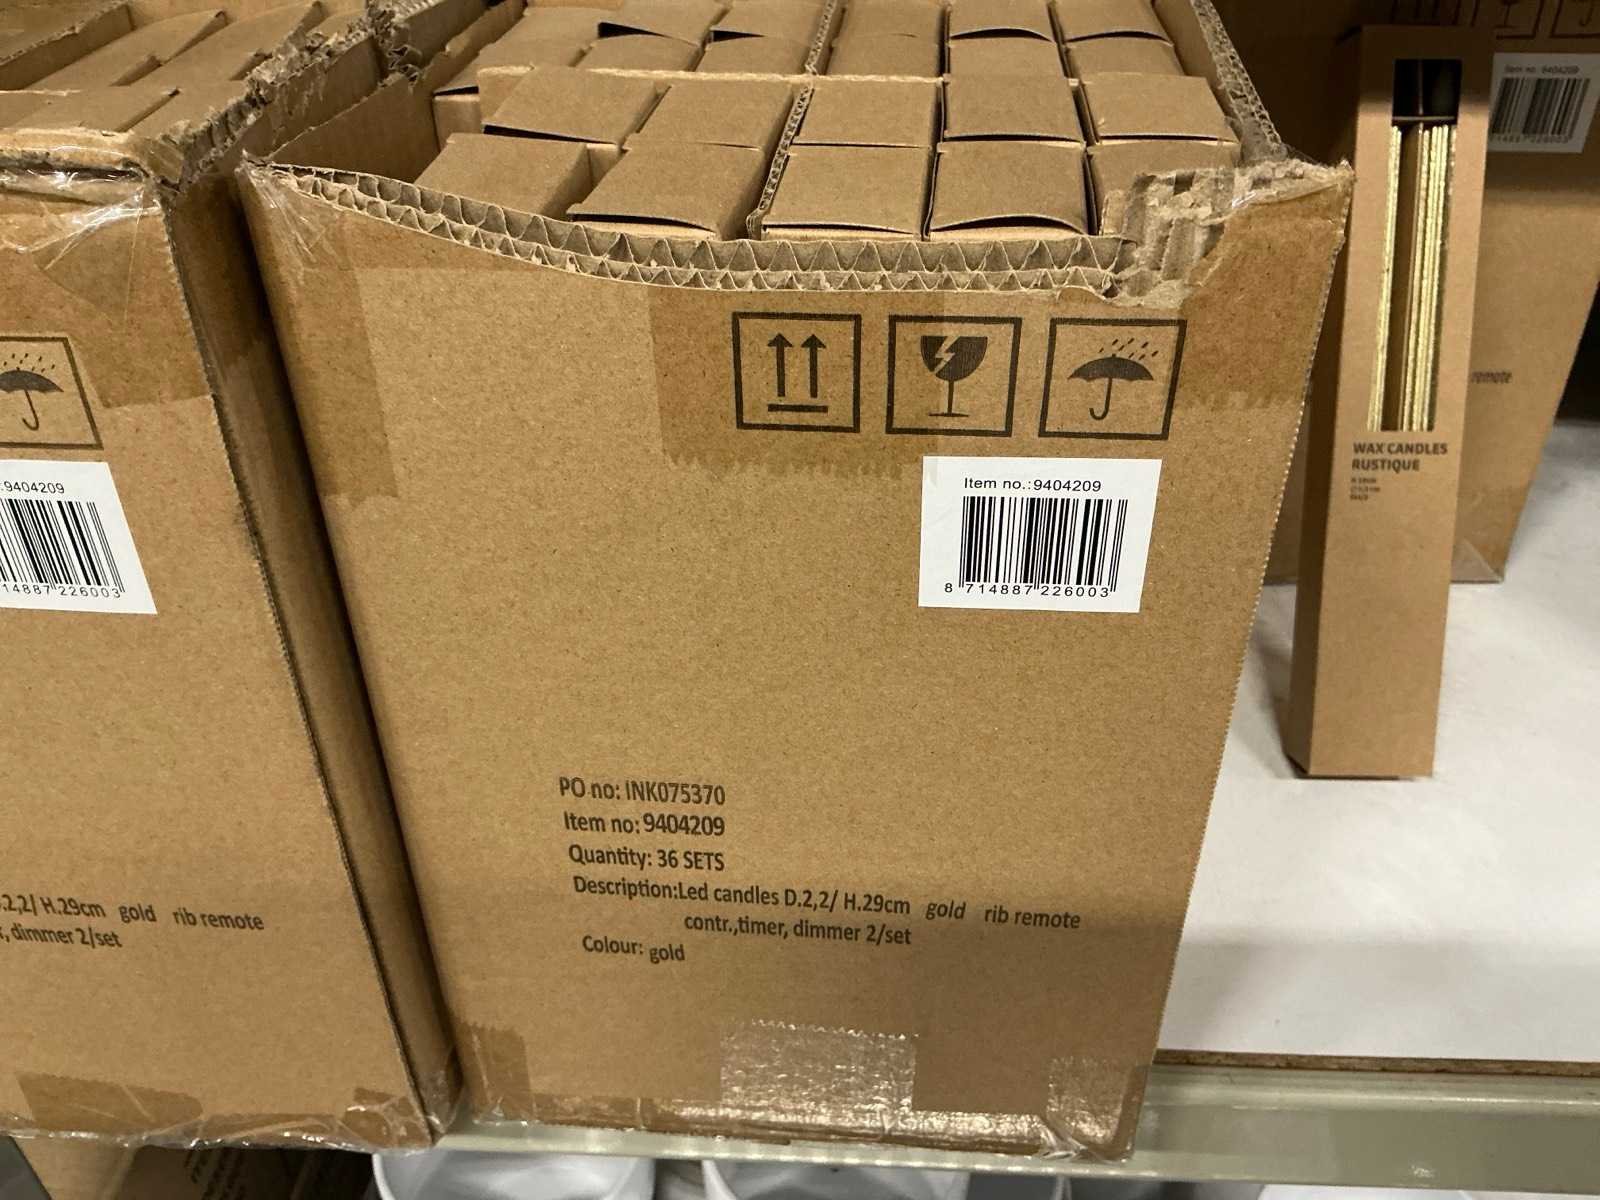 Item no.:9404209
8 714887 226003
PO no: INK075370
Item no: 9404209
Quantity: 36 SETS
Description:Led candles D.2,2/ H.29cm gold rib remote
contr.,timer, dimmer 2/set
Colour: gold
:9404209
14887 226003
.2,2/ H.29cm gold rib remote
, dimmer 2/set
Item no.:9404209
226003
remote
WAX CANDLES
RUSTIQUE